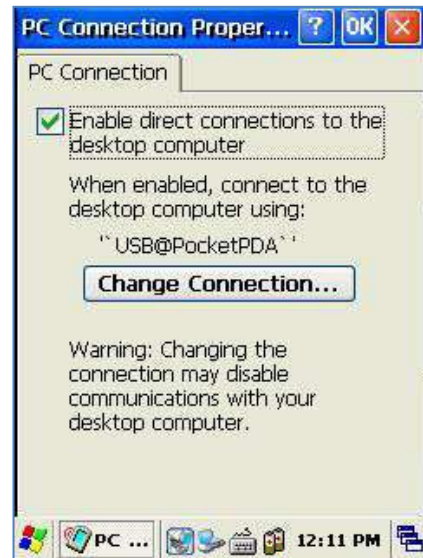 PC Connection Proper... ? OK ×
PC Connection
Enable direct connections to the
desktop computer
When enabled, connect to the
desktop computer using:
``USB@PocketPDA``
Change Connection...
Warning: Changing the
connection may disable
communications with your
desktop computer.
PC ... 12:11 PM